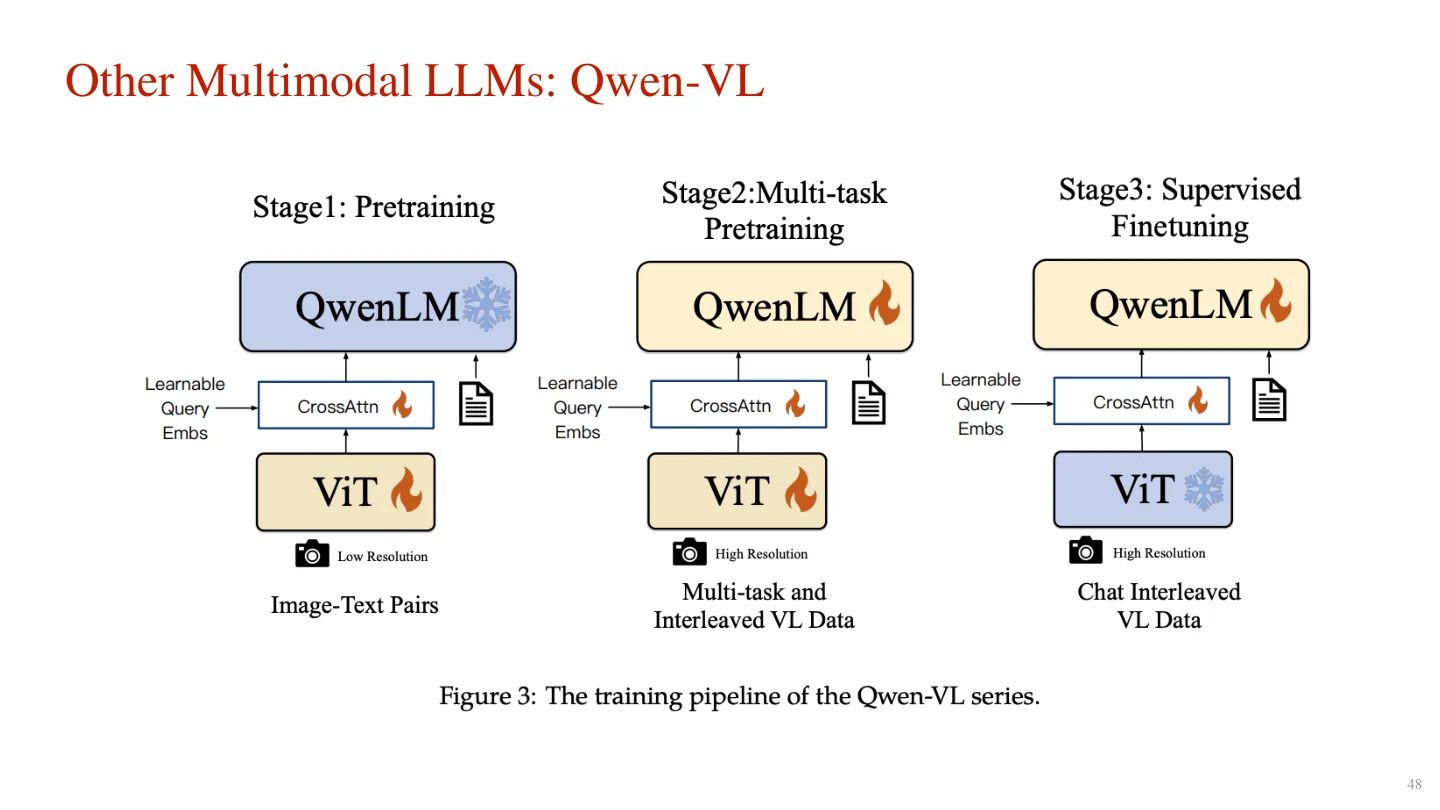 Other Multimodal LLMs: Qwen-VL
Stage1: Pretraining
QwenLM
Learnable
Query
Embs
CrossAttn
ViT
Low Resolution
Image-Text Pairs
Stage2:Multi-task
Pretraining
QwenLM
Learnable
Query
Embs
CrossAttn
ViT
High Resolution
Multi-task and
Interleaved VL Data
Stage3: Supervised
Finetuning
QwenLM
Learnable
Query
Embs
CrossAttn
ViT
High Resolution
Chat Interleaved
VL Data
Figure 3: The training pipeline of the Qwen-VL series.
48